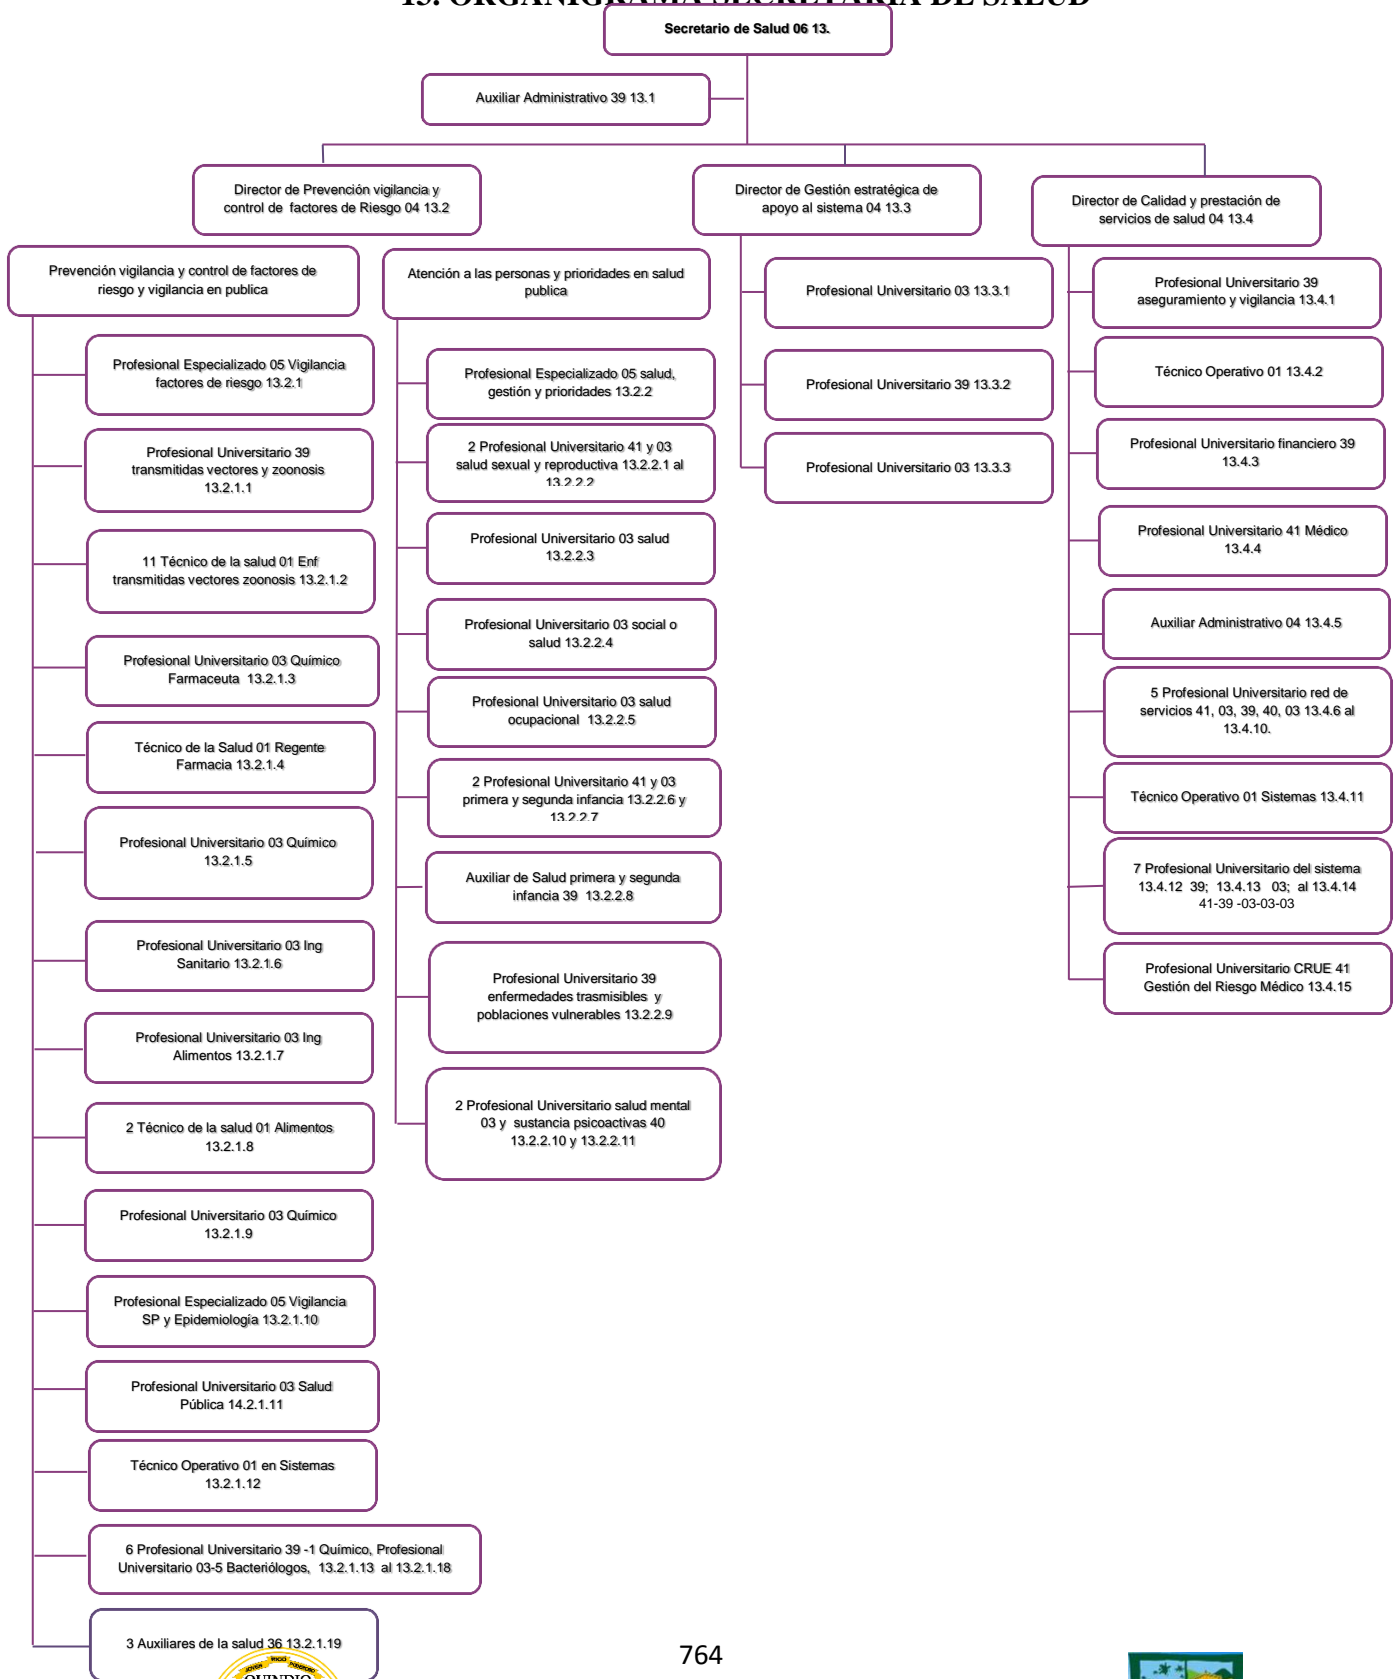 13. ORGANIGRAMA SECRETARIA DE SALUD
Secretario de Salud 06 13.
Auxiliar Administrativo 39 13.1
Director de Prevención vigilancia y
control de factores de Riesgo 04 13.2
Director de Gestión estratégica de
apoyo al sistema 04 13.3
Director de Calidad y prestación de
servicios de salud 04 13.4
Prevención vigilancia y control de factores de
riesgo y vigilancia en publica
Profesional Especializado 05 Vigilancia
factores de riesgo 13.2.1
Profesional Universitario 39
transmitidas vectores y zoonosis
13.2.1.1
11 Técnico de la salud 01 Enf
transmitidas vectores zoonosis 13.2.1.2
Profesional Universitario 03 Químico
Farmaceuta 13.2.1.3
Técnico de la Salud 01 Regente
Farmacia 13.2.1.4
Profesional Universitario 03 Químico
13.2.1.5
Profesional Universitario 03 Ing
Sanitario 13.2.1.6
Profesional Universitario 03 Ing
Alimentos 13.2.1.7
2 Técnico de la salud 01 Alimentos
13.2.1.8
Profesional Universitario 03 Químico
13.2.1.9
Profesional Especializado 05 Vigilancia
SP y Epidemiología 13.2.1.10
Profesional Universitario 03 Salud
Pública 14.2.1.11
Técnico Operativo 01 en Sistemas
13.2.1.12
6 Profesional Universitario 39 -1 Químico, Profesional
Universitario 03-5 Bacteriólogos, 13.2.1.13 al 13.2.1.18
3 Auxiliares de la salud 36 13.2.1.19
Atención a las personas y prioridades en salud
publica
Profesional Especializado 05 salud,
gestión y prioridades 13.2.2
2 Profesional Universitario 41 y 03
salud sexual y reproductiva 13.2.2.1 al
13.2.2.2
Profesional Universitario 03 salud
13.2.2.3
Profesional Universitario 03 social o
salud 13.2.2.4
Profesional Universitario 03 salud
ocupacional 13.2.2.5
2 Profesional Universitario 41 y 03
primera y segunda infancia 13.2.2.6 y
13.2.2.7
Auxiliar de Salud primera y segunda
infancia 39 13.2.2.8
Profesional Universitario 39
enfermedades trasmisibles y
poblaciones vulnerables 13.2.2.9
2 Profesional Universitario salud mental
03 y sustancia psicoactivas 40
13.2.2.10 y 13.2.2.11
Profesional Universitario 03 13.3.1
Profesional Universitario 39 13.3.2
Profesional Universitario 03 13.3.3
Profesional Universitario 39
aseguramiento y vigilancia 13.4.1
Técnico Operativo 01 13.4.2
Profesional Universitario financiero 39
13.4.3
Profesional Universitario 41 Médico
13.4.4
Auxiliar Administrativo 04 13.4.5
5 Profesional Universitario red de
servicios 41, 03, 39, 40, 03 13.4.6 al
13.4.10.
Técnico Operativo 01 Sistemas 13.4.11
7 Profesional Universitario del sistema
13.4.12 39; 13.4.13 03; al 13.4.14
41-39 -03-03-03
Profesional Universitario CRUE 41
Gestión del Riesgo Médico 13.4.15
JOVEN RICO PODEROSO
QUINDIO
764